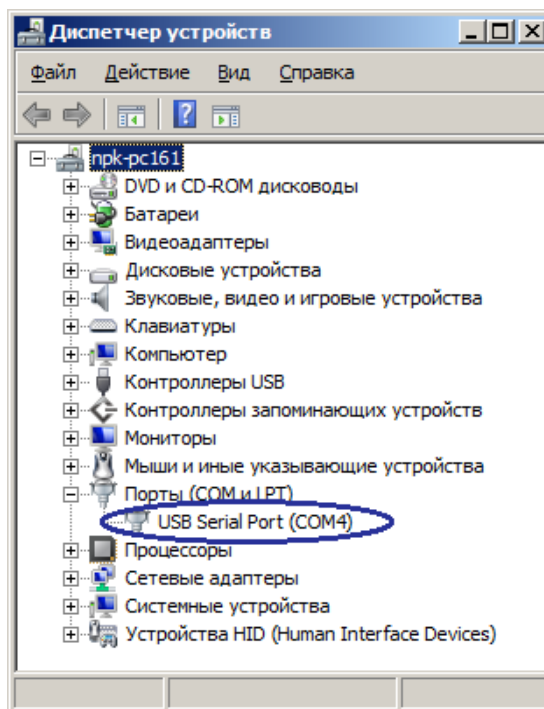 Диспетчер устройств
Файл Действие Вид Справка
npk-pc161
DVD и CD-ROM дисководы
Батареи
Видеоадаптеры
Дисковые устройства
Звуковые, видео и игровые устройства
Клавиатуры
Компьютер
Контроллеры USB
Контроллеры запоминающих устройств
Мониторы
Мыши и иные указывающие устройства
Порты (COM и LPT)
USB Serial Port (COM4)
Процессоры
Сетевые адаптеры
Системные устройства
Устройства HID (Human Interface Devices)